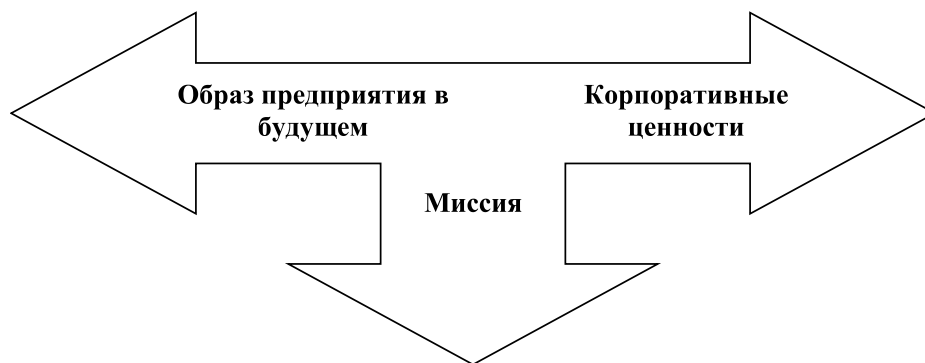 Образ предприятия в
будущем
Корпоративные
ценности
Миссия